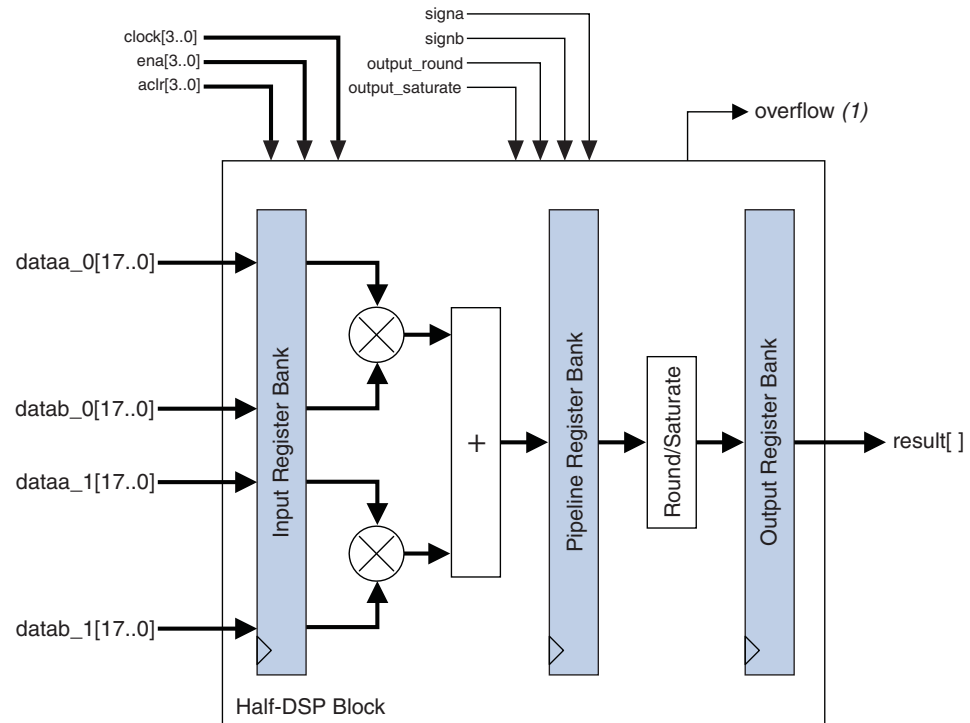 signa
clock[3..0]
signb
ena[3..0]
output_round
aclr[3..0]
output_saturate
overflow (1)
dataa_0[17..0]
datab_0[17..0]
dataa_1[17..0]
datab_1[17..0]
Input Register Bank
+
Pipeline Register Bank
Round/Saturate
Output Register Bank
result[ ]
Half-DSP Block